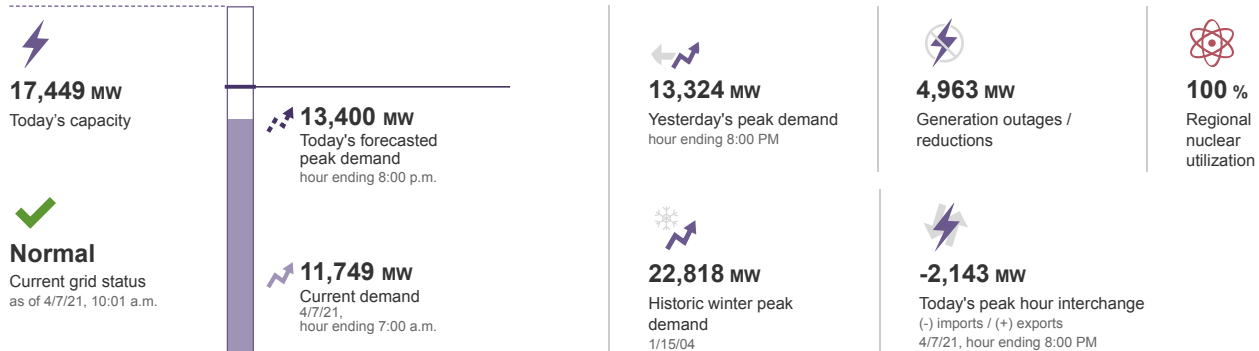 17,449 MW
Today's capacity
Normal
Current grid status
as of 4/7/21, 10:01 a.m.
13,400 MW
Today's forecasted
peak demand
hour ending 8:00 p.m.
11,749 MW
Current demand
4/7/21,
hour ending 7:00 a.m.
13,324 MW
Yesterday's peak demand
hour ending 8:00 PM
4,963 MW
Generation outages /
reductions
100 %
Regional
nuclear
utilization
22,818 MW
Historic winter peak
demand
1/15/04
-2,143 MW
Today's peak hour interchange
(-) imports / (+) exports
4/7/21, hour ending 8:00 PM